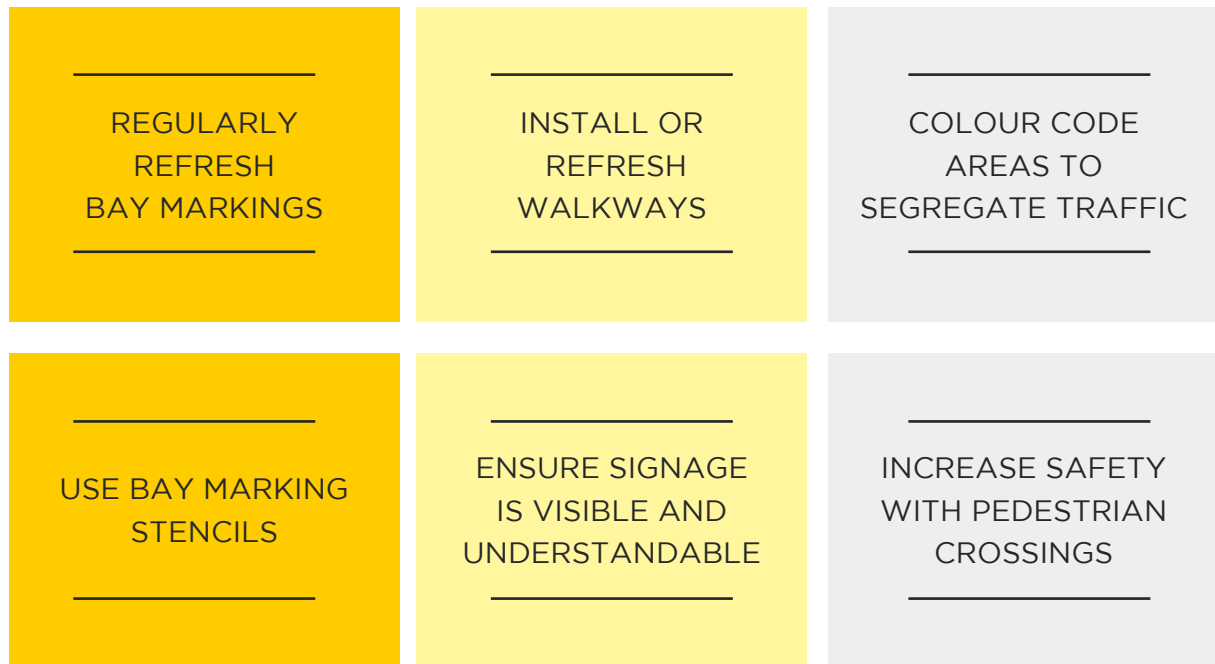 REGULARLY
REFRESH
BAY MARKINGS
INSTALL OR
REFRESH
WALKWAYS
COLOUR CODE
AREAS TO
SEGREGATE TRAFFIC
USE BAY MARKING
STENCILS
ENSURE SIGNAGE
IS VISIBLE AND
UNDERSTANDABLE
INCREASE SAFETY
WITH PEDESTRIAN
CROSSINGS